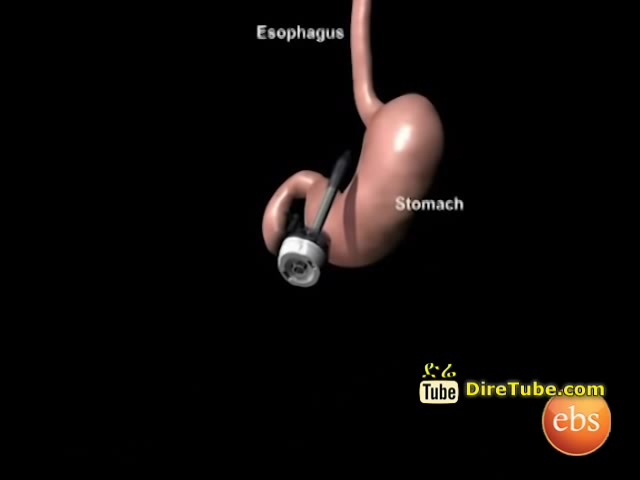 Esophagus
Stomach
ድሬ
Tube
DireTube.com
ebs